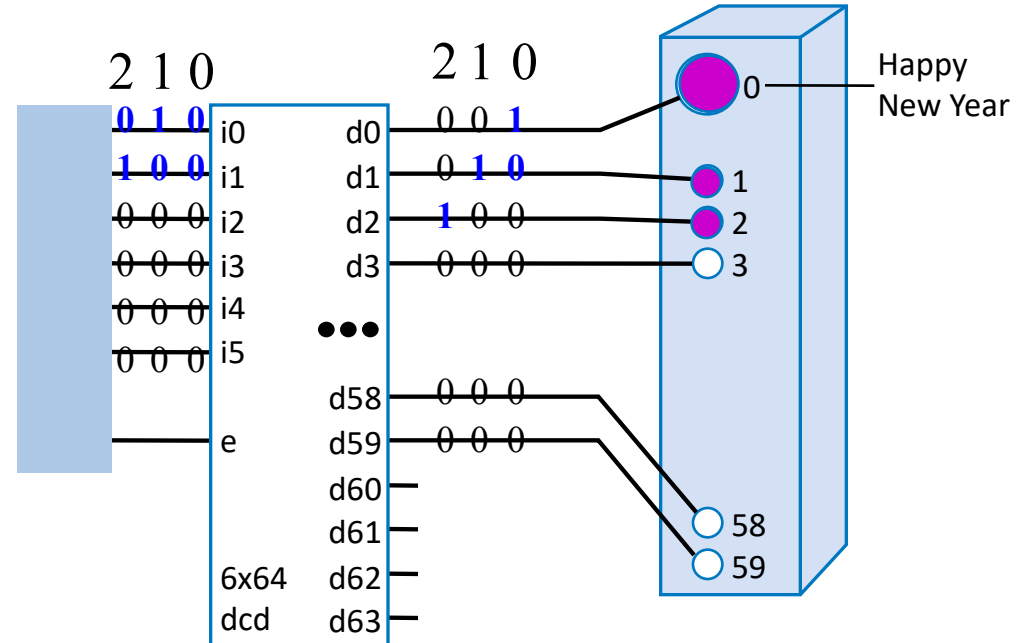 2 1 0
2 1 0
Happy
New Year
0
0 1 0 i0 d0 0 0 1
1 0 0 i1 d1 0 1 0 1
0 0 0 i2 d2 1 0 0 2
0 0 0 i3 d3 0 0 0 3
0 0 0 i4
●●●
0 0 0 i5
d58 0 0 0
e d59 0 0 0
d60
d61 58
59
6x64 d62
dcd d63